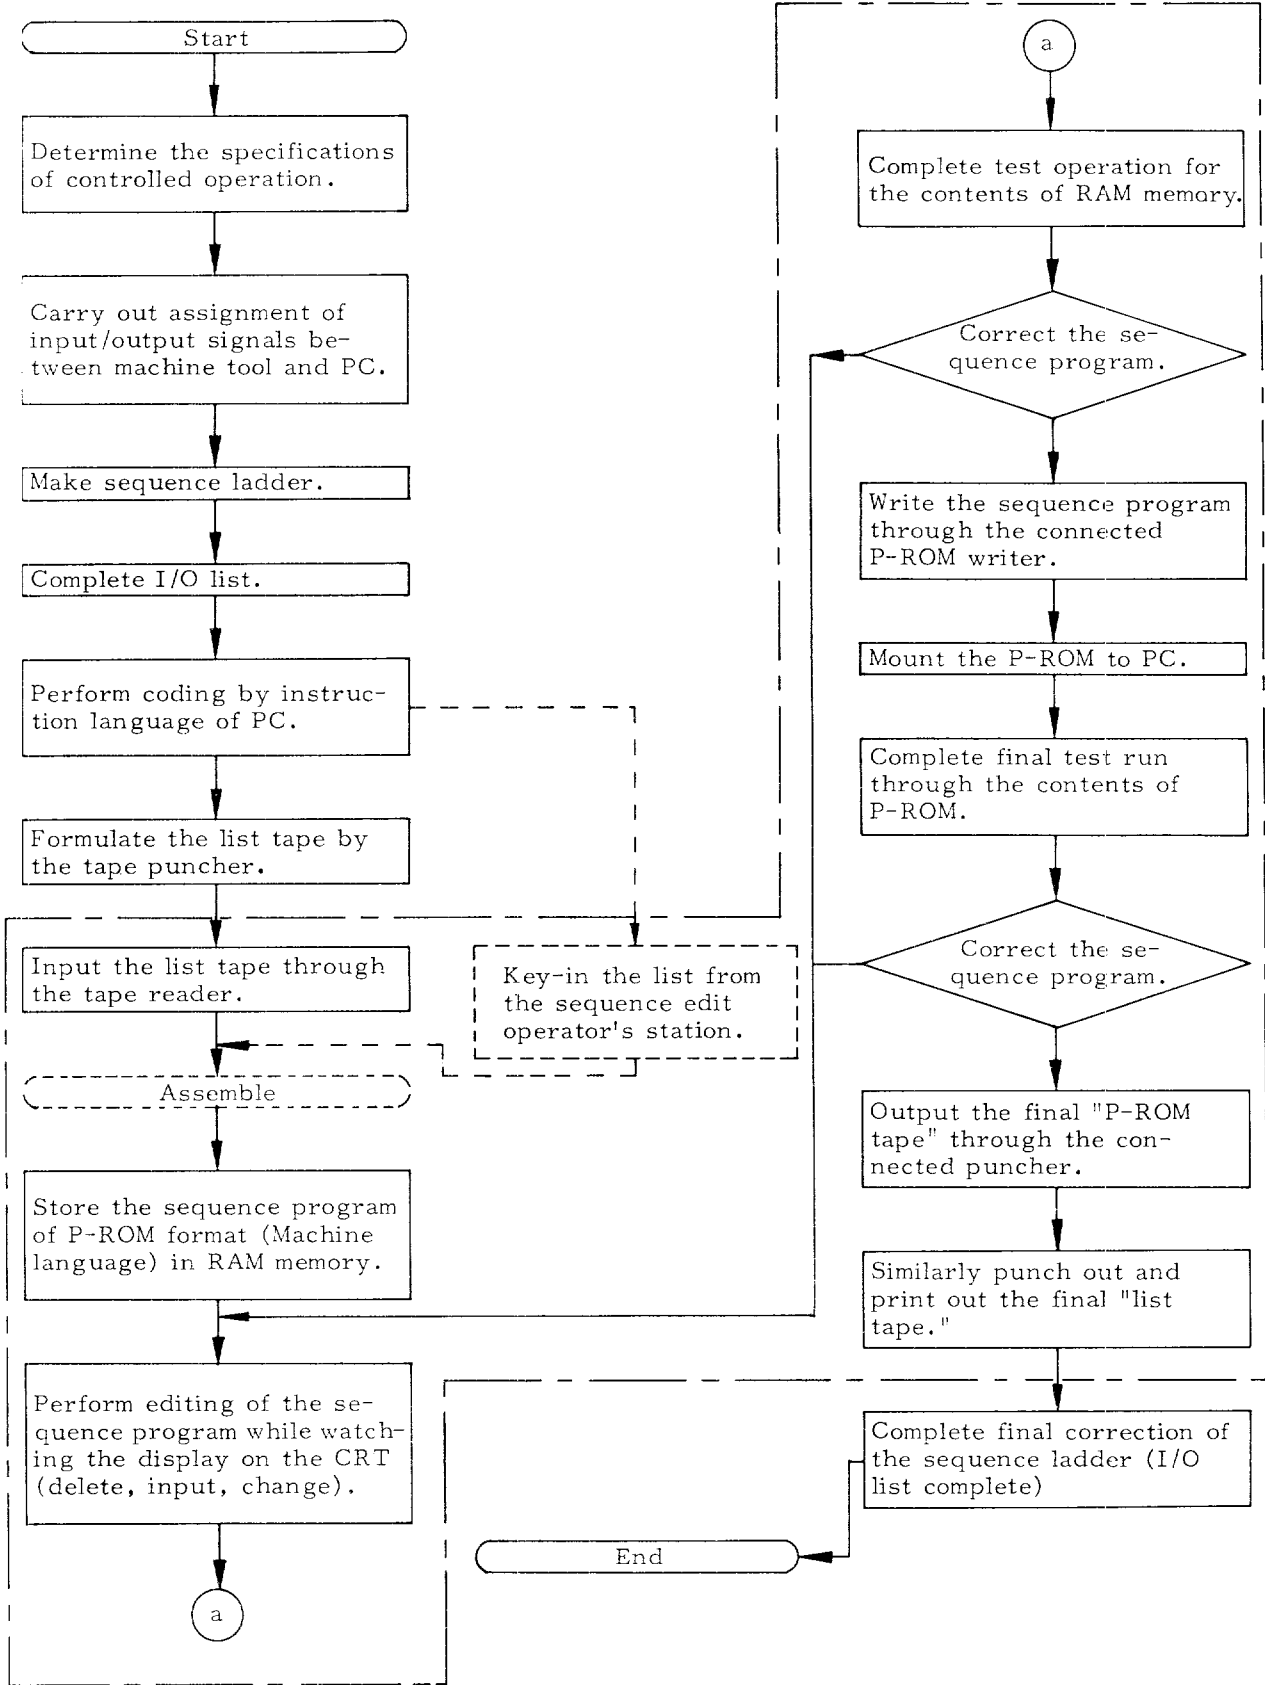 Start
Determine the specifications
of controlled operation.
Carry out assignment of
input/output signals be-
tween machine tool and PC.
Make sequence ladder.
Complete I/O list.
Perform coding by instruc-
tion language of PC.
Formulate the list tape by
the tape puncher.
Input the list tape through
the tape reader.
Key-in the list from
the sequence edit
operator's station.
Assemble
Store the sequence program
of P-ROM format (Machine
language) in RAM memory.
Perform editing of the se-
quence program while watch-
ing the display on the CRT
(delete, input, change).
a
a
Complete test operation for
the contents of RAM memory.
Correct the se-
quence program.
Write the sequence program
through the connected
P-ROM writer.
Mount the P-ROM to PC.
Complete final test run
through the contents of
P-ROM.
Correct the se-
quence program.
Output the final "P-ROM
tape" through the con-
nected puncher.
Similarly punch out and
print out the final "list
tape."
Complete final correction of
the sequence ladder (I/O
list complete)
End